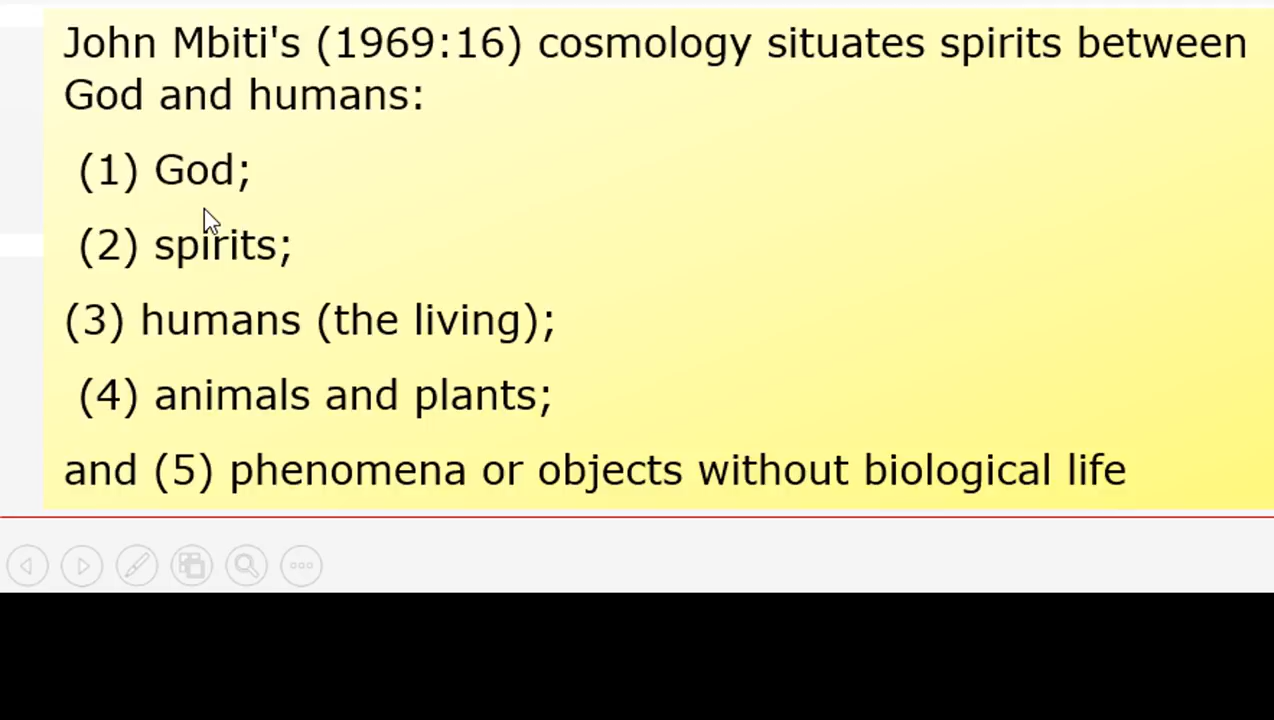 John Mbiti's (1969:16) cosmology situates spirits between
God and humans:
(1) God;
(2) spirits;
(3) humans (the living);
(4) animals and plants;
and (5) phenomena or objects without biological life